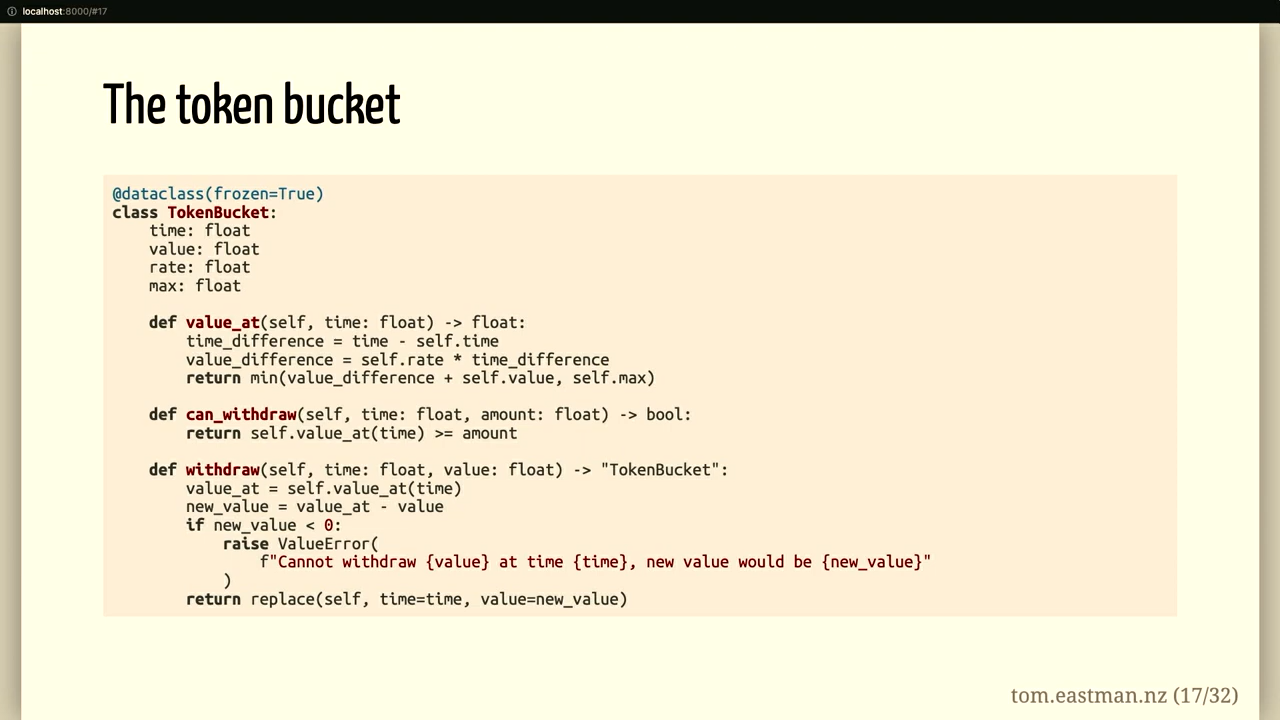 localhost:8000/#17
The token bucket
@dataclass(frozen=True)
class TokenBucket:
    time: float
    value: float
    rate: float
    max: float

    def value_at(self, time: float) -> float:
        time_difference = time - self.time
        value_difference = self.rate * time_difference
        return min(value_difference + self.value, self.max)

    def can_withdraw(self, time: float, amount: float) -> bool:
        return self.value_at(time) >= amount

    def withdraw(self, time: float, value: float) -> "TokenBucket":
        value_at = self.value_at(time)
        new_value = value_at - value
        if new_value < 0:
            raise ValueError(
                f"Cannot withdraw {value} at time {time}, new value would be {new_value}"
            )
        return replace(self, time=time, value=new_value)
tom.eastman.nz (17/32)